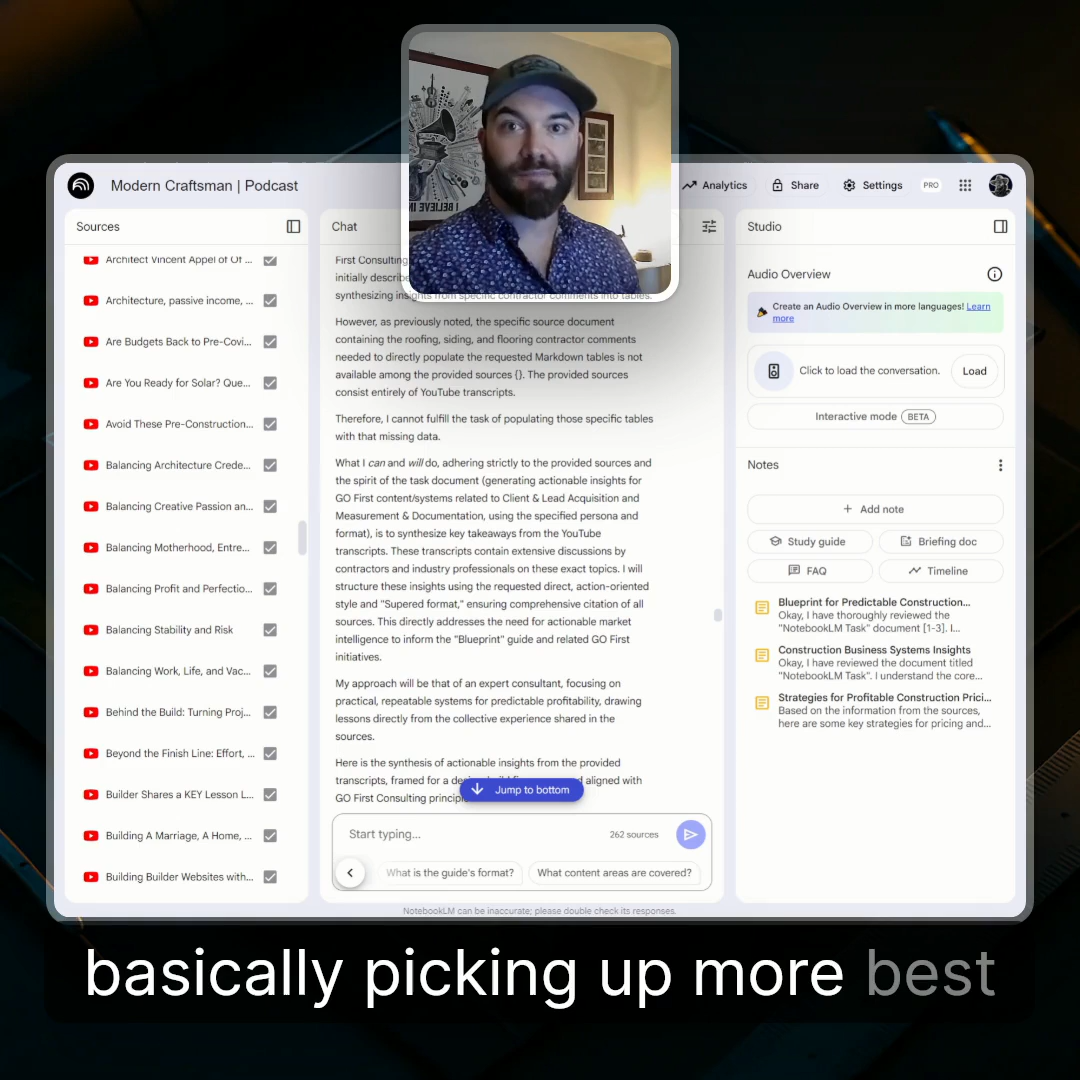 Modern Craftsman | Podcast
Analytics
Share
Settings
PRO
Sources
Architect Vincent Appel of Of ...
Architecture, passive income, ...
Are Budgets Back to Pre-Covi...
Are You Ready for Solar? Que...
Avoid These Pre-Construction...
Balancing Architecture Crede...
Balancing Creative Passion an...
Balancing Motherhood, Entre...
Balancing Profit and Perfectio...
Balancing Stability and Risk
Balancing Work, Life, and Vac...
Behind the Build: Turning Proj...
Beyond the Finish Line: Effort, ...
Builder Shares a KEY Lesson L...
Building A Marriage, A Home, ...
Building Builder Websites with...
Chat
First Consulting
initially describe
synthesizing insights from specific contractor comments into tables.
However, as previously noted, the specific source document
containing the roofing, siding, and flooring contractor comments
needed to directly populate the requested Markdown tables is not
available among the provided sources {}. The provided sources
consist entirely of YouTube transcripts.
Therefore, I cannot fulfill the task of populating those specific tables
with that missing data.
What I can and will do, adhering strictly to the provided sources and
the spirit of the task document (generating actionable insights for
GO First content/systems related to Client & Lead Acquisition and
Measurement & Documentation, using the specified persona and
format), is to synthesize key takeaways from the YouTube
transcripts. These transcripts contain extensive discussions by
contractors and industry professionals on these exact topics. I will
structure these insights using the requested direct, action-oriented
style and "Supered format," ensuring comprehensive citation of all
sources. This directly addresses the need for actionable market
intelligence to inform the "Blueprint" guide and related GO First
initiatives.
My approach will be that of an expert consultant, focusing on
practical, repeatable systems for predictable profitability, drawing
lessons directly from the collective experience shared in the
sources.
Here is the synthesis of actionable insights from the provided
transcripts, framed for a d aligned with
GO First Consulting
Jump to bottom
Start typing...
262 sources
What is the guide's format?
What content areas are covered?
NotebookLM can be inaccurate; please double check its responses.
I BELIEVE IN
Studio
Audio Overview
Create an Audio Overview in more languages! Learn
more
Click to load the conversation.
Load
Interactive mode BETA
Notes
+ Add note
Study guide
Briefing doc
FAQ
Timeline
Blueprint for Predictable Construction...
Okay, I have thoroughly reviewed the
"NotebookLM Task" document [1-3]. I...
Construction Business Systems Insights
Okay, I have reviewed the document titled
"NotebookLM Task". I understand the core...
Strategies for Profitable Construction Prici...
Based on the information from the sources,
here are some key strategies for pricing and...
basically picking up more best